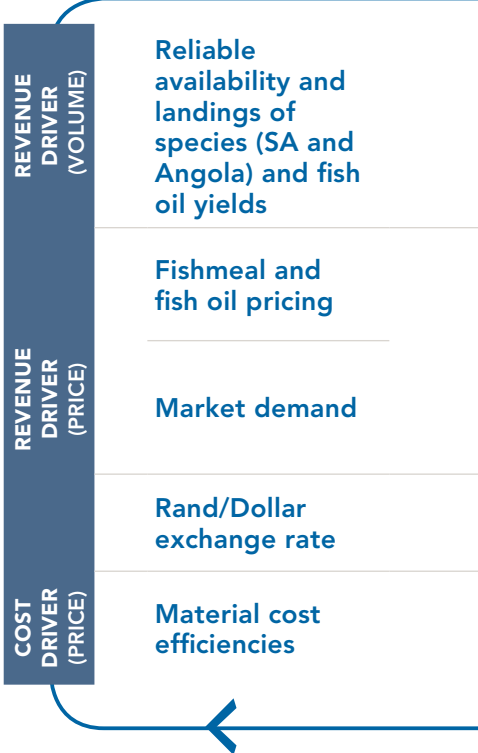 REVENUE
DRIVER
(VOLUME)
Reliable
availability and
landings of
species (SA and
Angola) and fish
oil yields
REVENUE
DRIVER
(PRICE)
Fishmeal and
fish oil pricing
Market demand
Rand/Dollar
exchange rate
COST
DRIVER
(PRICE)
Material cost
efficiencies